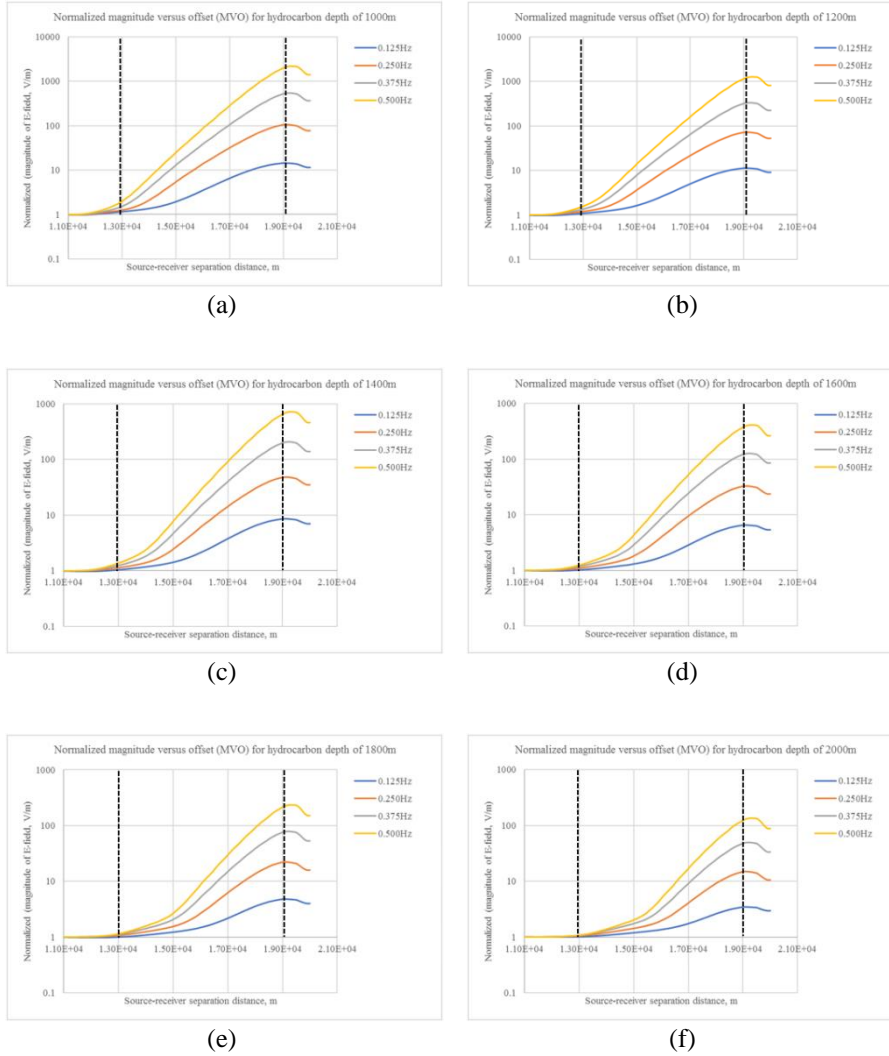 Normalized magnitude versus offset (MVO) for hydrocarbon depth of 1000m
Normalized (magnitude of E-field, V/m)
10000
1000
100
10
1
0.1
1.10E+04 1.30E+04 1.50E+04 1.70E+04 1.90E+04 2.10E+04
Source-receiver separation distance, m
0.125Hz
0.250Hz
0.375Hz
0.500Hz
(a)
Normalized magnitude versus offset (MVO) for hydrocarbon depth of 1200m
Normalized (magnitude of E-field, V/m)
10000
1000
100
10
1
0.1
1.10E+04 1.30E+04 1.50E+04 1.70E+04 1.90E+04 2.10E+04
Source-receiver separation distance, m
0.125Hz
0.250Hz
0.375Hz
0.500Hz
(b)
Normalized magnitude versus offset (MVO) for hydrocarbon depth of 1400m
Normalized (magnitude of E-field, V/m)
1000
100
10
1
0.1
1.10E+04 1.30E+04 1.50E+04 1.70E+04 1.90E+04 2.10E+04
Source-receiver separation distance, m
0.125Hz
0.250Hz
0.375Hz
0.500Hz
(c)
Normalized magnitude versus offset (MVO) for hydrocarbon depth of 1600m
Normalized (magnitude of E-field, V/m)
1000
100
10
1
0.1
1.10E+04 1.30E+04 1.50E+04 1.70E+04 1.90E+04 2.10E+04
Source-receiver separation distance, m
0.125Hz
0.250Hz
0.375Hz
0.500Hz
(d)
Normalized magnitude versus offset (MVO) for hydrocarbon depth of 1800m
Normalized (magnitude of E-field, V/m)
1000
100
10
1
0.1
1.10E+04 1.30E+04 1.50E+04 1.70E+04 1.90E+04 2.10E+04
Source-receiver separation distance, m
0.125Hz
0.250Hz
0.375Hz
0.500Hz
(e)
Normalized magnitude versus offset (MVO) for hydrocarbon depth of 2000m
Normalized (magnitude of E-field, V/m)
1000
100
10
1
0.1
1.10E+04 1.30E+04 1.50E+04 1.70E+04 1.90E+04 2.10E+04
Source-receiver separation distance, m
0.125Hz
0.250Hz
0.375Hz
0.500Hz
(f)